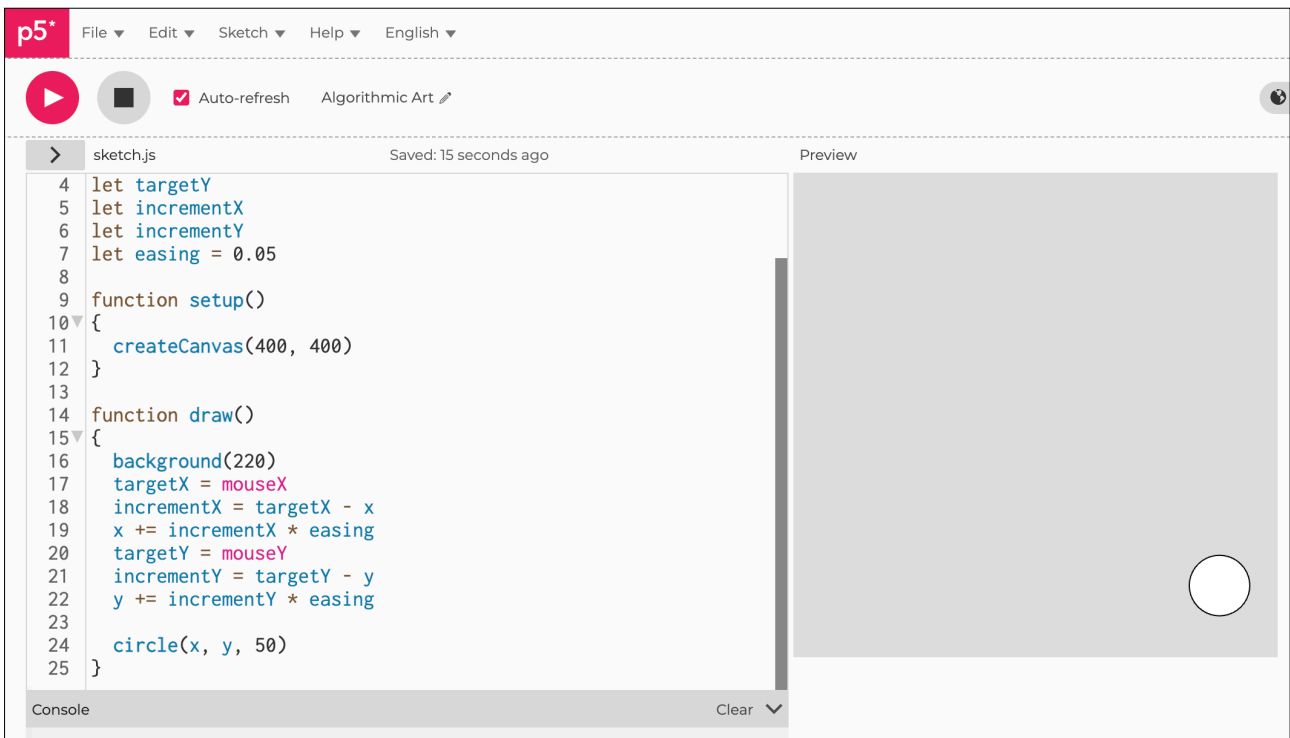 p5* File Edit Sketch Help English
Auto-refresh Algorithmic Art
sketch.js Saved: 15 seconds ago Preview
4 let targetY
5 let incrementX
6 let incrementY
7 let easing = 0.05
8
9 function setup()
10 {
11   createCanvas(400, 400)
12 }
13
14 function draw()
15 {
16   background(220)
17   targetX = mouseX
18   incrementX = targetX - x
19   x += incrementX * easing
20   targetY = mouseY
21   incrementY = targetY - y
22   y += incrementY * easing
23
24   circle(x, y, 50)
25 }
Console Clear